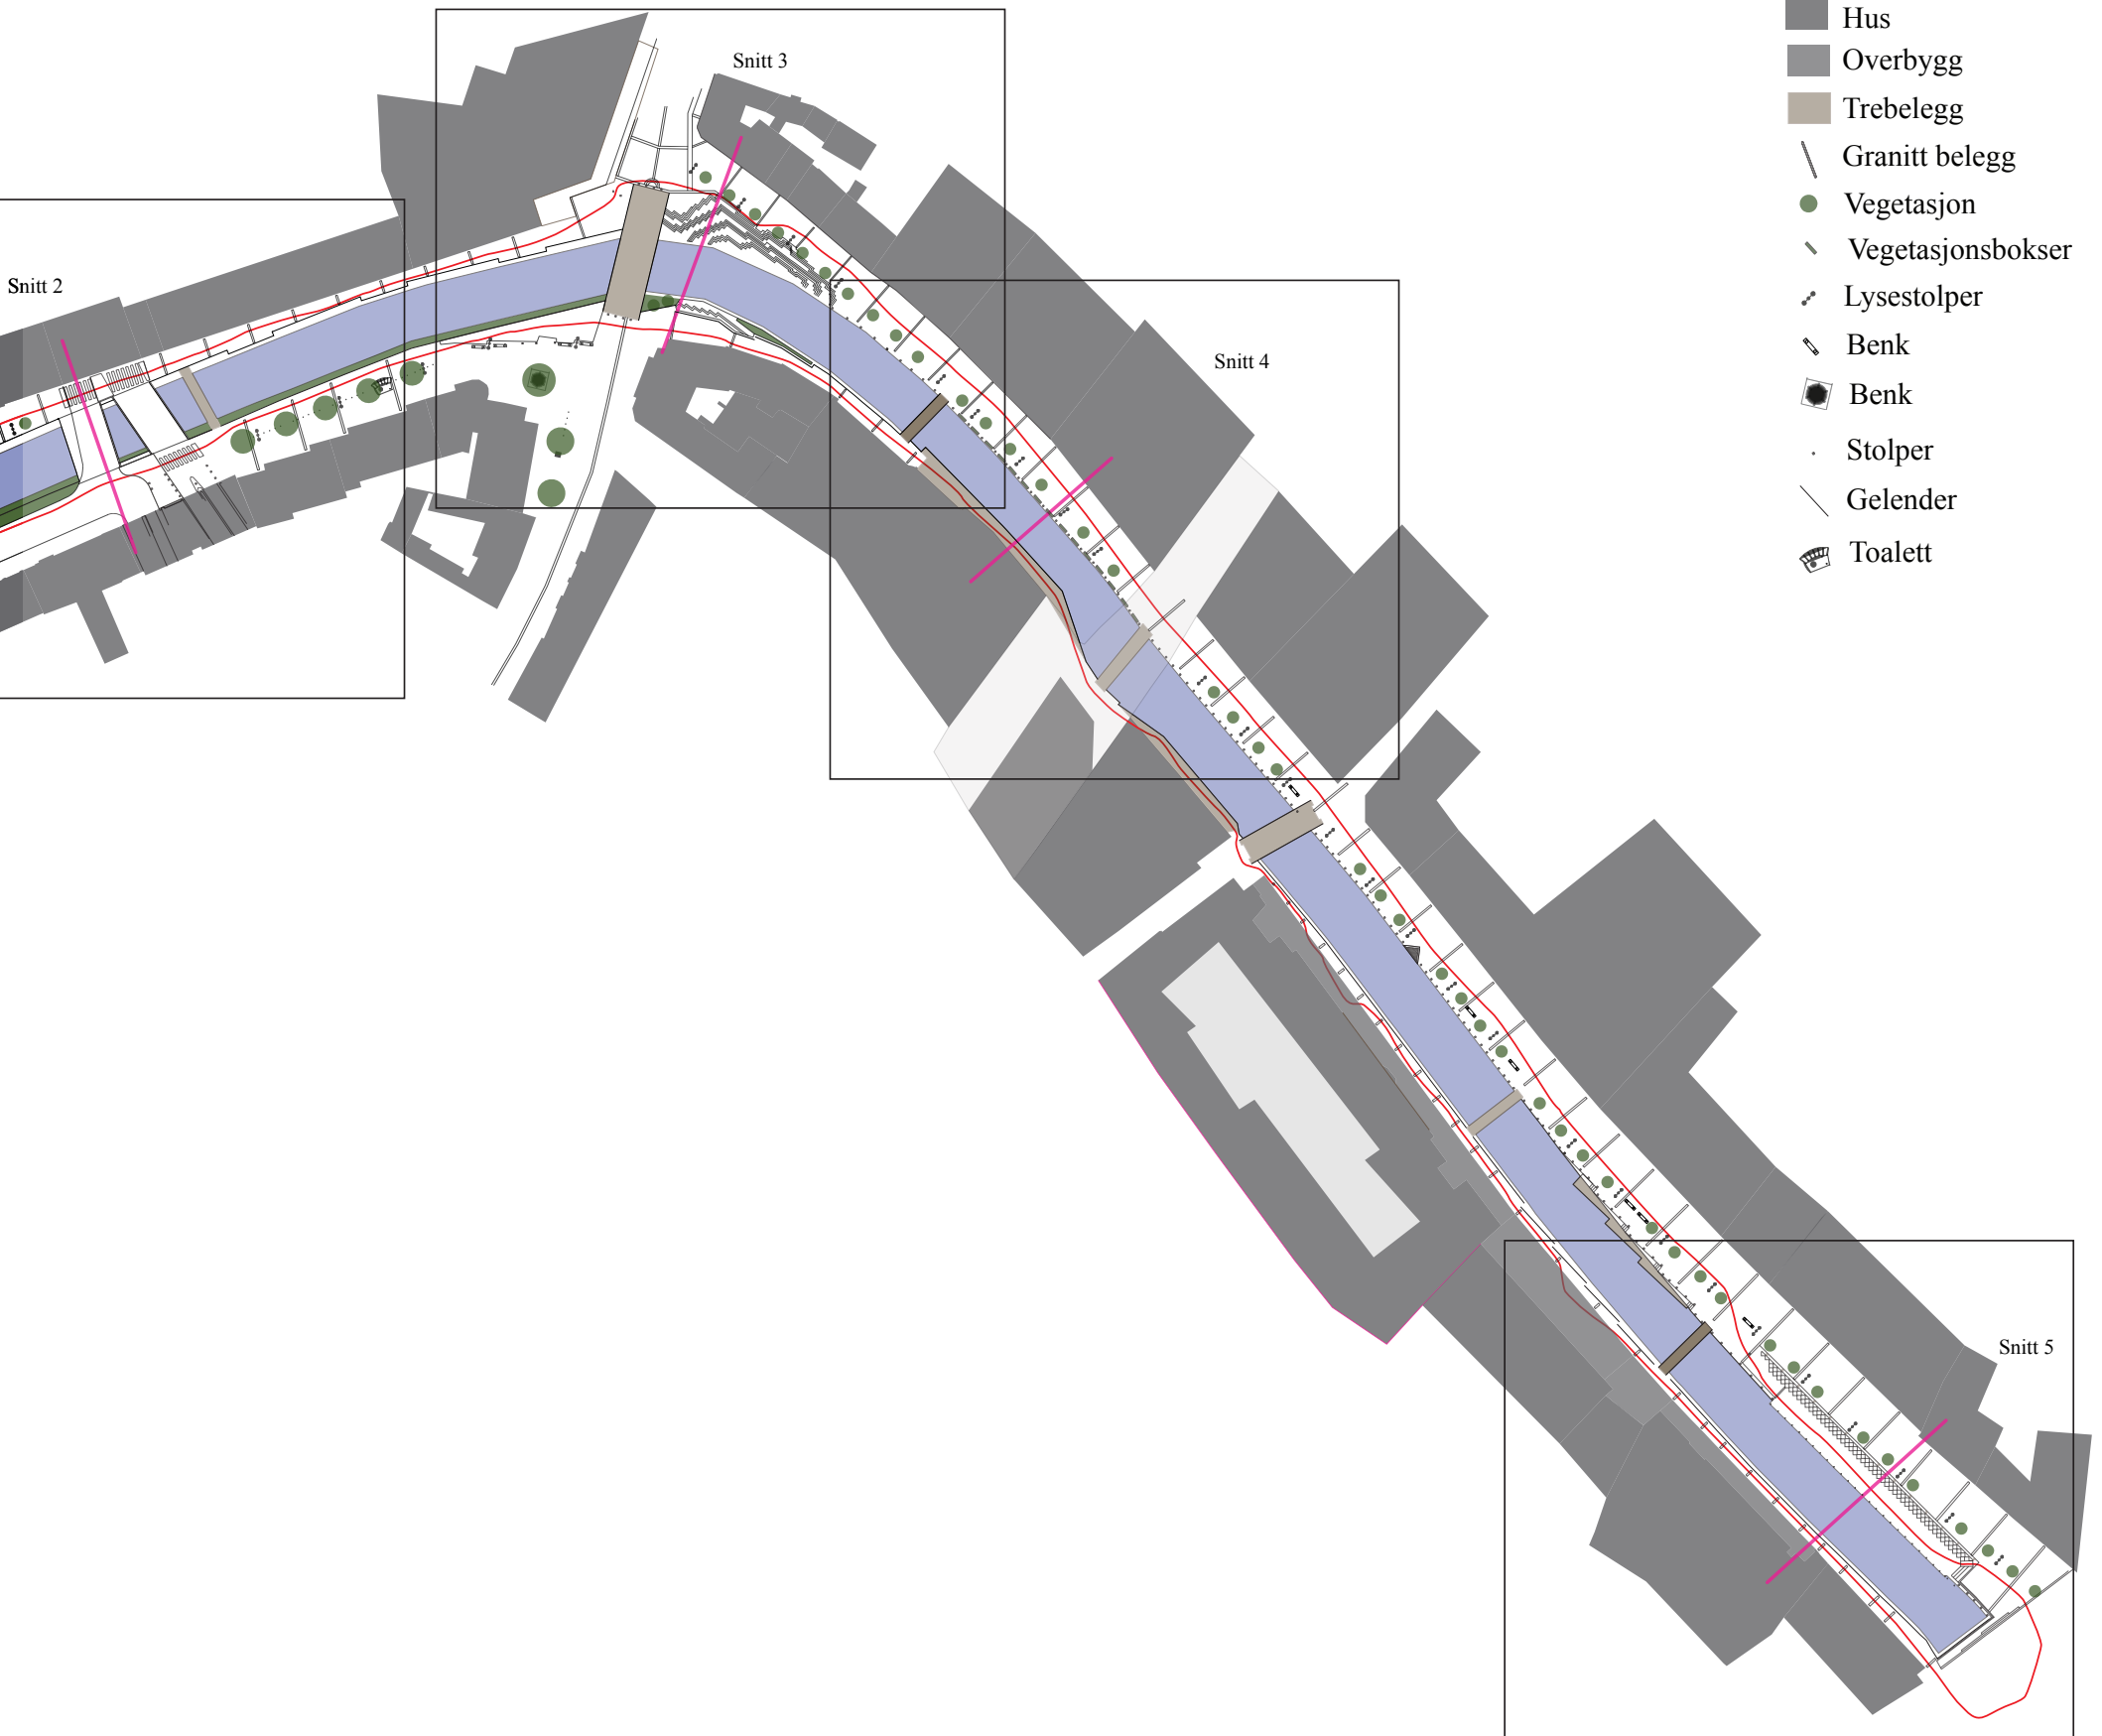 Hus
Overbygg
Trebelegg
Granitt belegg
Vegetasjon
Vegetasjonsbokser
Lysestolper
Benk
Benk
Stolper
Gelender
Toalett
Snitt 3
Snitt 2
Snitt 4
Snitt 5